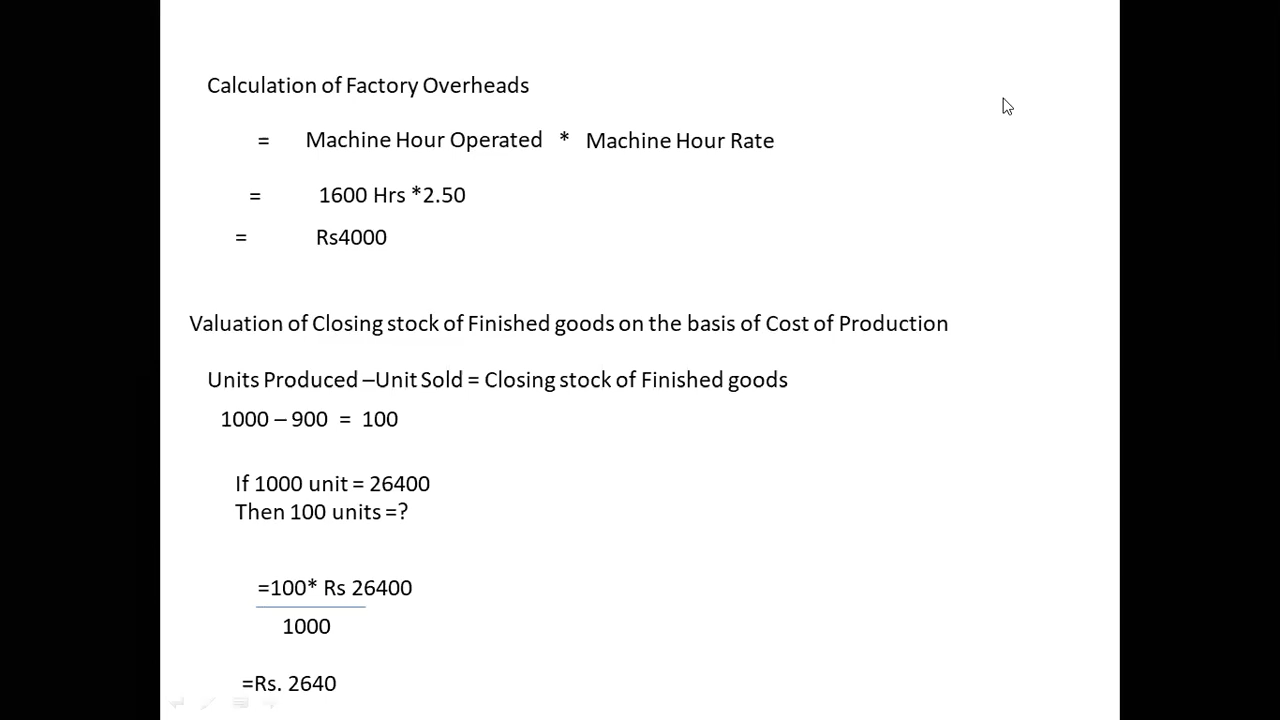 Calculation of Factory Overheads
= Machine Hour Operated * Machine Hour Rate
= 1600 Hrs *2.50
= Rs4000
Valuation of Closing stock of Finished goods on the basis of Cost of Production
Units Produced –Unit Sold = Closing stock of Finished goods
1000 – 900 = 100
If 1000 unit = 26400
Then 100 units =?
=100* Rs 26400
1000
=Rs. 2640